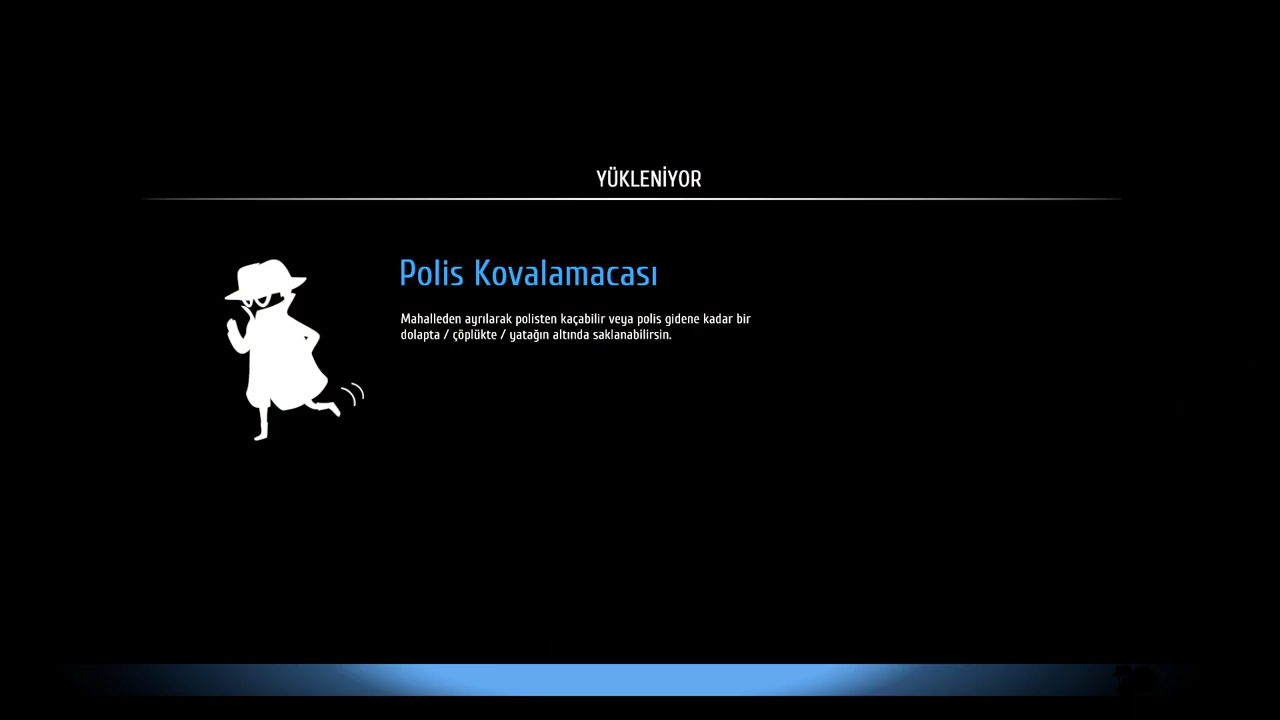 YÜKLENİYOR
Polis Kovalamacası
Mahalleden ayrılarak polisten kaçabilir veya polis gidene kadar bir
dolapta / çöplükte / yatağın altında saklanabilirsin.